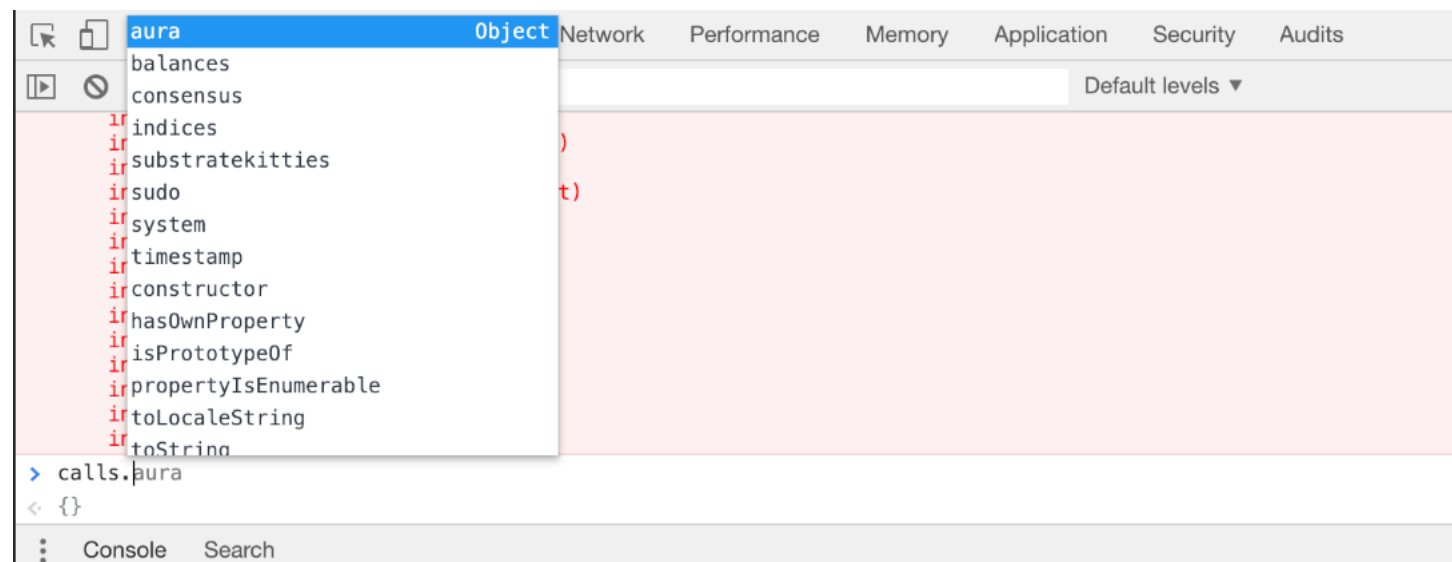 aura Object Network Performance Memory Application Security Audits
balances
consensus Default levels ▼
indices
)
substratekitties
sudo t)
system
timestamp
constructor
hasOwnProperty
isPrototypeOf
propertyIsEnumerable
toLocaleString
toString
> calls.aura
{}
Console Search